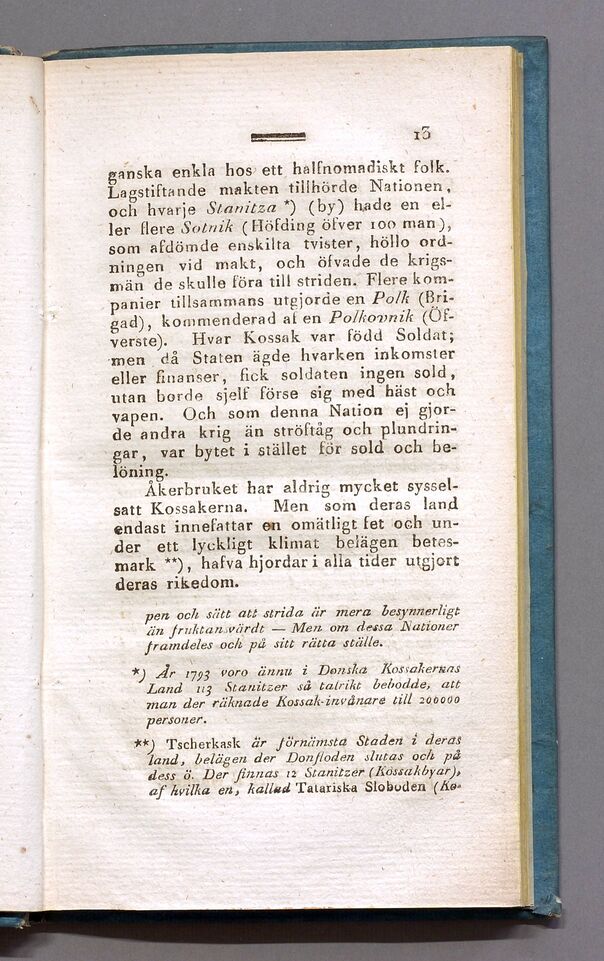 13
ganska enkla hos ett halfnomadiskt folk.
Lagstiftande makten tillhörde Nationen,
och hvarje Stanitza *) (by) hade en el-
ler flere Sotnik (Höfding öfver 100 man),
som afdömde enskilta tvister, höllo ord-
ningen vid makt, och öfvade de krigs-
män de skulle föra till striden. Flere kom-
panier tillsammans utgjorde en Polk (Bri-
gad), kommenderad af en Polkovnik (Öf-
verste). Hvar Kossak var född Soldat;
men då Staten ägde hvarken inkomster
eller finanser, fick soldaten ingen sold,
utan borde sjelf förse sig med häst och
vapen. Och som denna Nation ej gjor-
de andra krig än ströftåg och plundrin-
gar, var bytet i stället för sold och be-
löning.
Åkerbruket har aldrig mycket syssel-
satt Kossakerna. Men som deras land
endast innefattar en omätligt fet och un-
der ett lyckligt klimat belägen betes-
mark **), hafva hjordar i alla tider utgjort
deras rikedom.
pen och sätt att strida är mera besynnerligt
än fruktansvärdt — Men om dessa Nationer
framdeles och på sitt rätta ställe.
*) År 1793 voro ännu i Donska Kossakernas
Land 113 Stanitzer så talrikt bebodde, att
man der räknade Kossak-invånare till 200000
personer.
**) Tscherkask är förnämsta Staden i deras
land, belägen der Donfloden slutas och på
dess ö. Der finnas 12 Stanitzer (Kossakbyar),
af hvilka en, kallad Tatariska Sloboden (Ko-